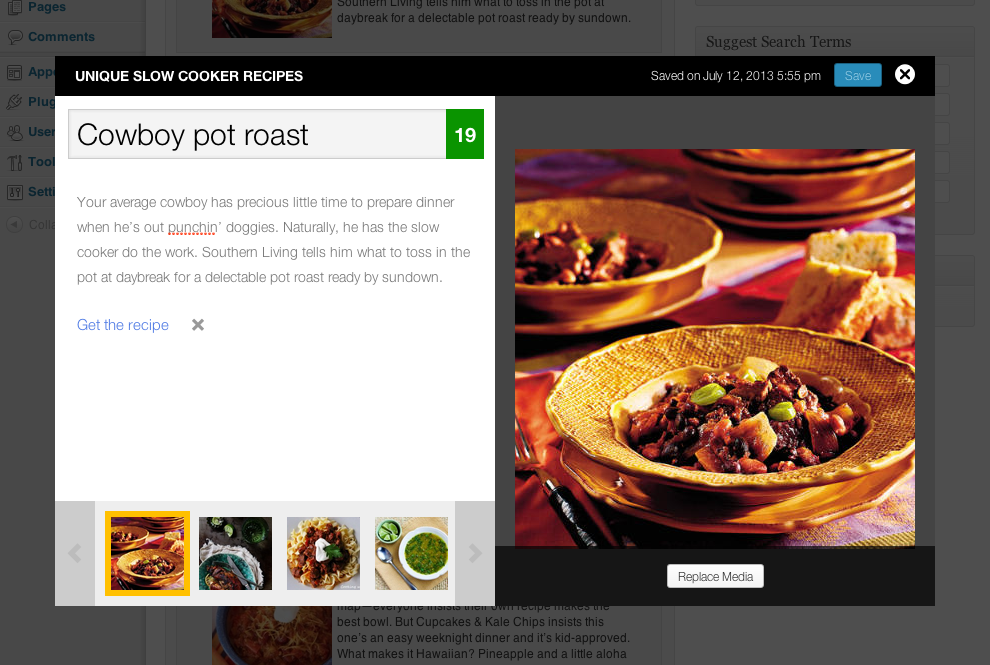 Pages
Southern Living tells him what to toss in the pot at
daybreak for a delectable pot roast ready by sundown.
Comments
Suggest Search Terms
UNIQUE SLOW COOKER RECIPES
Saved on July 12, 2013 5:55 pm
Save
Cowboy pot roast
19
Your average cowboy has precious little time to prepare dinner
when he’s out punchin’ doggies. Naturally, he has the slow
cooker do the work. Southern Living tells him what to toss in the
pot at daybreak for a delectable pot roast ready by sundown.
Get the recipe
Replace Media
map—everyone insists their own recipe makes the
best bowl. But Cupcakes & Kale Chips insists this
one’s an easy weeknight dinner and it’s kid-approved.
What makes it Hawaiian? Pineapple and a little aloha